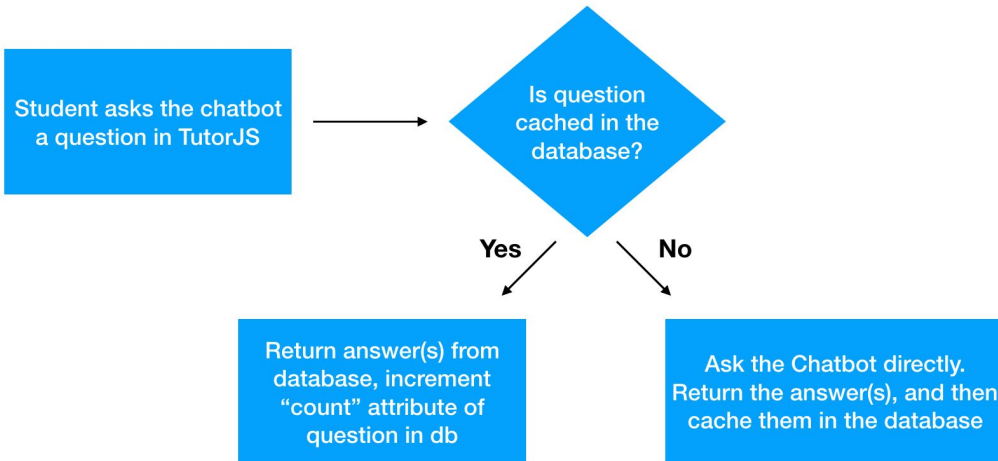 Student asks the chatbot
a question in TutorJS
Is question
cached in the
database?
Yes
No
Return answer(s) from
database, increment
“count” attribute of
question in db
Ask the Chatbot directly.
Return the answer(s), and then
cache them in the database